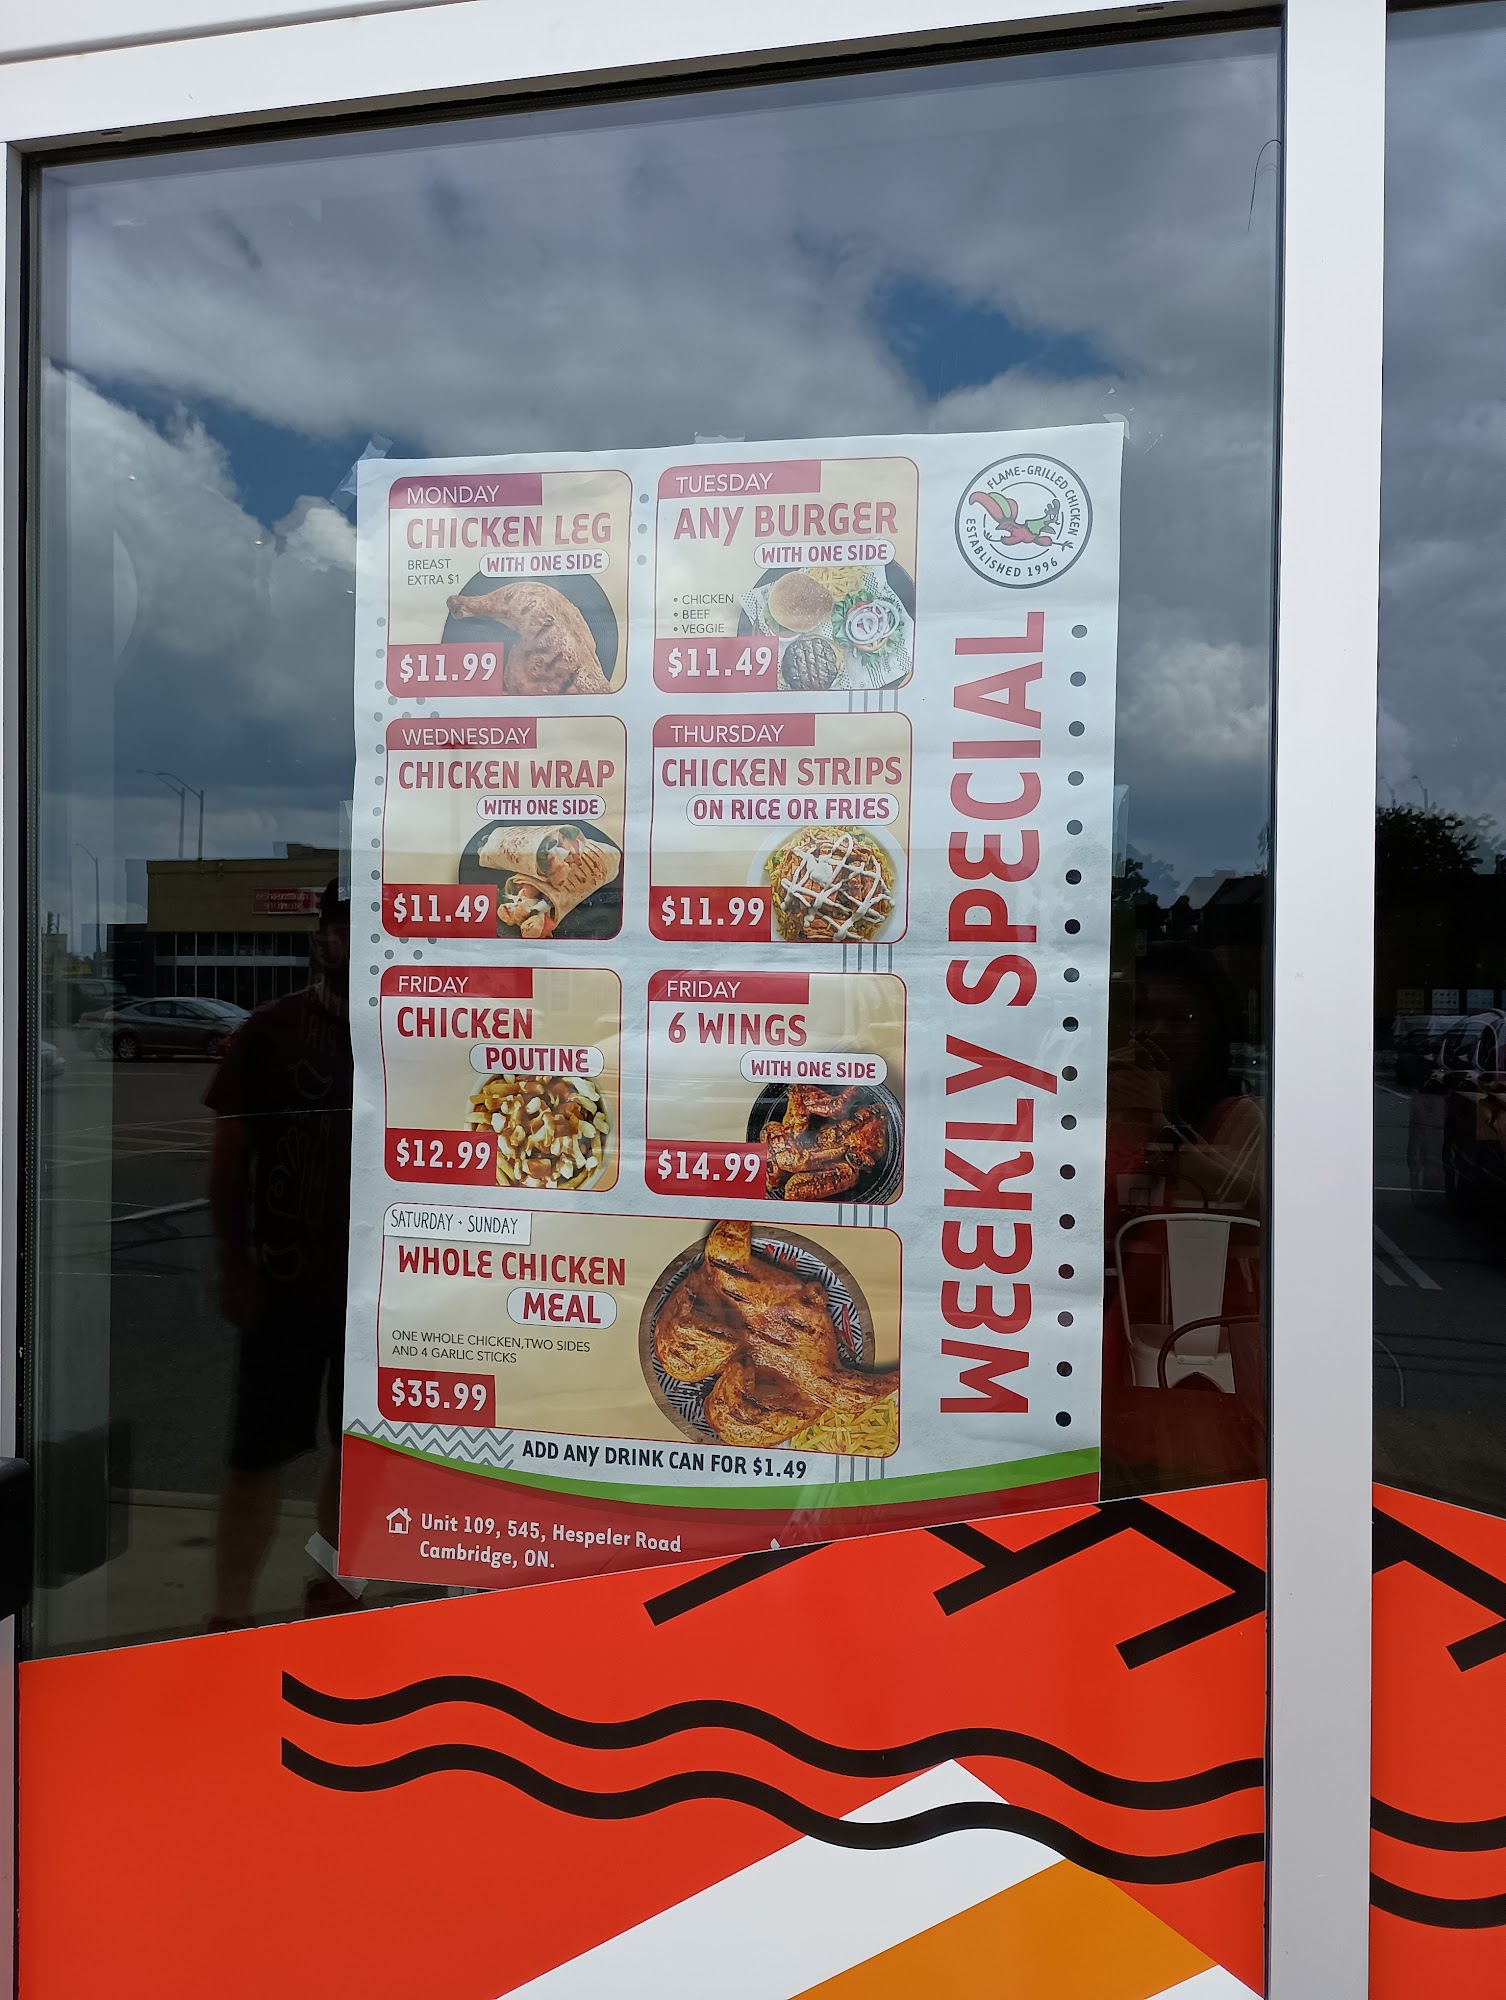 MONDAY
CHICKEN LEG
BREAST
EXTRA $1
WITH ONE SIDE
$11.99
TUESDAY
ANY BURGER
WITH ONE SIDE
• CHICKEN
• BEEF
• VEGGIE
$11.49
WEDNESDAY
CHICKEN WRAP
WITH ONE SIDE
$11.49
THURSDAY
CHICKEN STRIPS
ON RICE OR FRIES
$11.99
FRIDAY
CHICKEN
POUTINE
$12.99
FRIDAY
6 WINGS
WITH ONE SIDE
$14.99
SATURDAY - SUNDAY
WHOLE CHICKEN
MEAL
ONE WHOLE CHICKEN,TWO SIDES
AND 4 GARLIC STICKS
$35.99
ADD ANY DRINK CAN FOR $1.49
FLAME-GRILLED CHICKEN
ESTABLISHED 1996
WEEKLY SPECIAL
Unit 109, 545, Hespeler Road
Cambridge, ON.